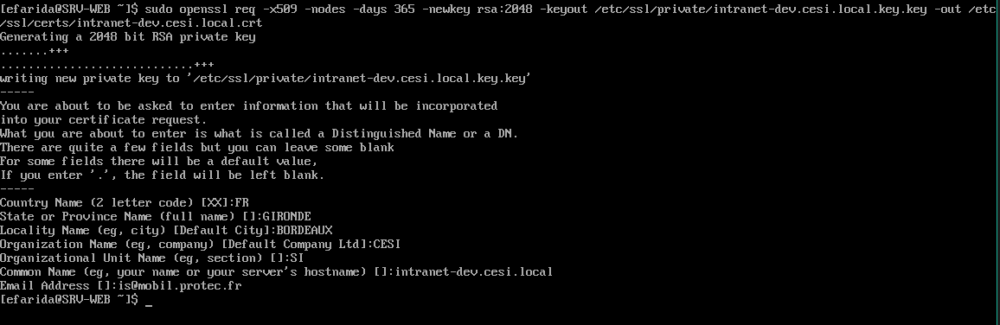 [efarida@SRV-WEB ~]$ sudo openssl req -x509 -nodes -days 365 -newkey rsa:2048 -keyout /etc/ssl/private/intranet-dev.cesi.local.key.key -out /etc
/ssl/certs/intranet-dev.cesi.local.crt
Generating a 2048 bit RSA private key
.......+++
............................+++
writing new private key to '/etc/ssl/private/intranet-dev.cesi.local.key.key'
-----
You are about to be asked to enter information that will be incorporated
into your certificate request.
What you are about to enter is what is called a Distinguished Name or a DN.
There are quite a few fields but you can leave some blank
For some fields there will be a default value,
If you enter '.', the field will be left blank.
-----
Country Name (2 letter code) [XX]:FR
State or Province Name (full name) []:GIRONDE
Locality Name (eg, city) [Default City]:BORDEAUX
Organization Name (eg, company) [Default Company Ltd]:CESI
Organizational Unit Name (eg, section) []:SI
Common Name (eg, your name or your server's hostname) []:intranet-dev.cesi.local
Email Address []:is@mobil.protec.fr
[efarida@SRV-WEB ~]$ _